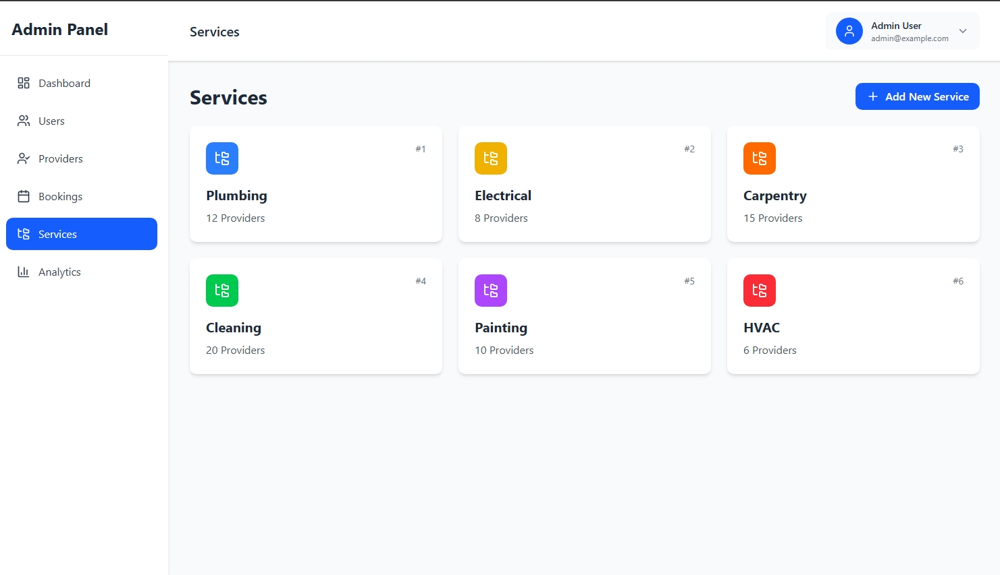 Admin Panel
Dashboard
Users
Providers
Bookings
Services
Analytics
Services
Admin User
admin@example.com
Services
Add New Service
#1
Plumbing
12 Providers
#2
Electrical
8 Providers
#3
Carpentry
15 Providers
#4
Cleaning
20 Providers
#5
Painting
10 Providers
#6
HVAC
6 Providers